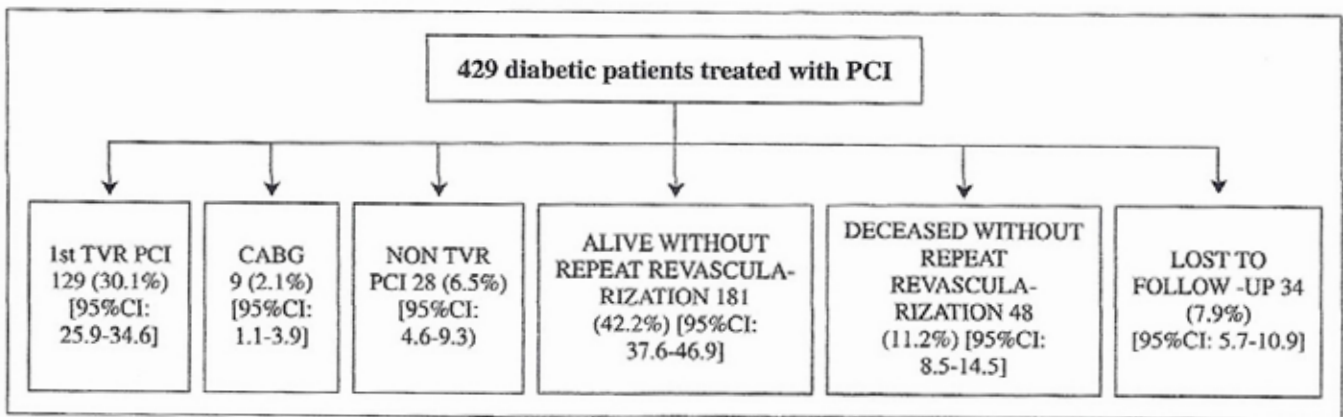 429 diabetic patients treated with PCI
1st TVR PCI
129 (30.1%)
[95%CI:
25.9-34.6]
CABG
9 (2.1%)
[95%CI:
1.1-3.9]
NON TVR
PCI 28 (6.5%)
[95%CI:
4.6-9.3)
ALIVE WITHOUT
REPEAT REVASCULA-
RIZATION 181
(42.2%) [95%CI:
37.6-46.9]
DECEASED WITHOUT
REPEAT
REVASCULA-
RIZATION 48
(11.2%) [95%CI:
8.5-14.5]
LOST TO
FOLLOW -UP 34
(7.9%)
[95%CI: 5.7-10.9]